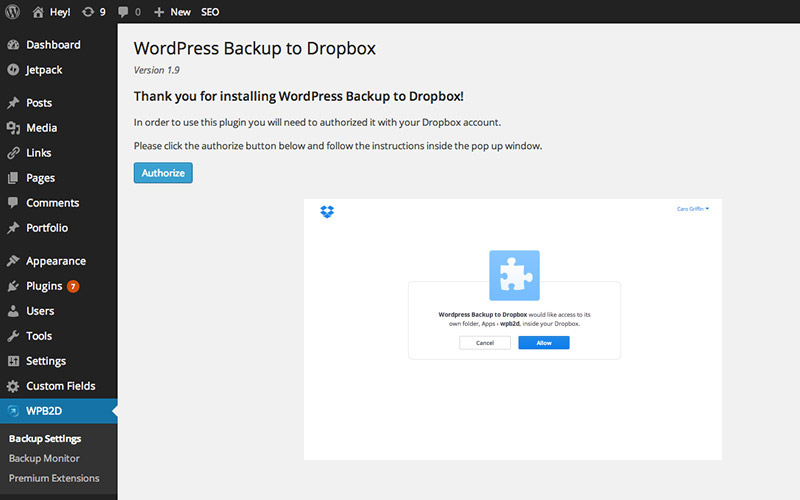 Hey!
9
0
New
SEO
Dashboard
Jetpack
Posts
Media
Links
Pages
Comments
Portfolio
Appearance
Plugins 7
Users
Tools
Settings
Custom Fields
WPB2D
Backup Settings
Backup Monitor
Premium Extensions
WordPress Backup to Dropbox
Version 1.9
Thank you for installing WordPress Backup to Dropbox!
In order to use this plugin you will need to authorized it with your Dropbox account.
Please click the authorize button below and follow the instructions inside the pop up window.
Authorize
Caro Griffin
Wordpress Backup to Dropbox would like access to its
own folder, Apps › wpb2d, inside your Dropbox.
Cancel
Allow